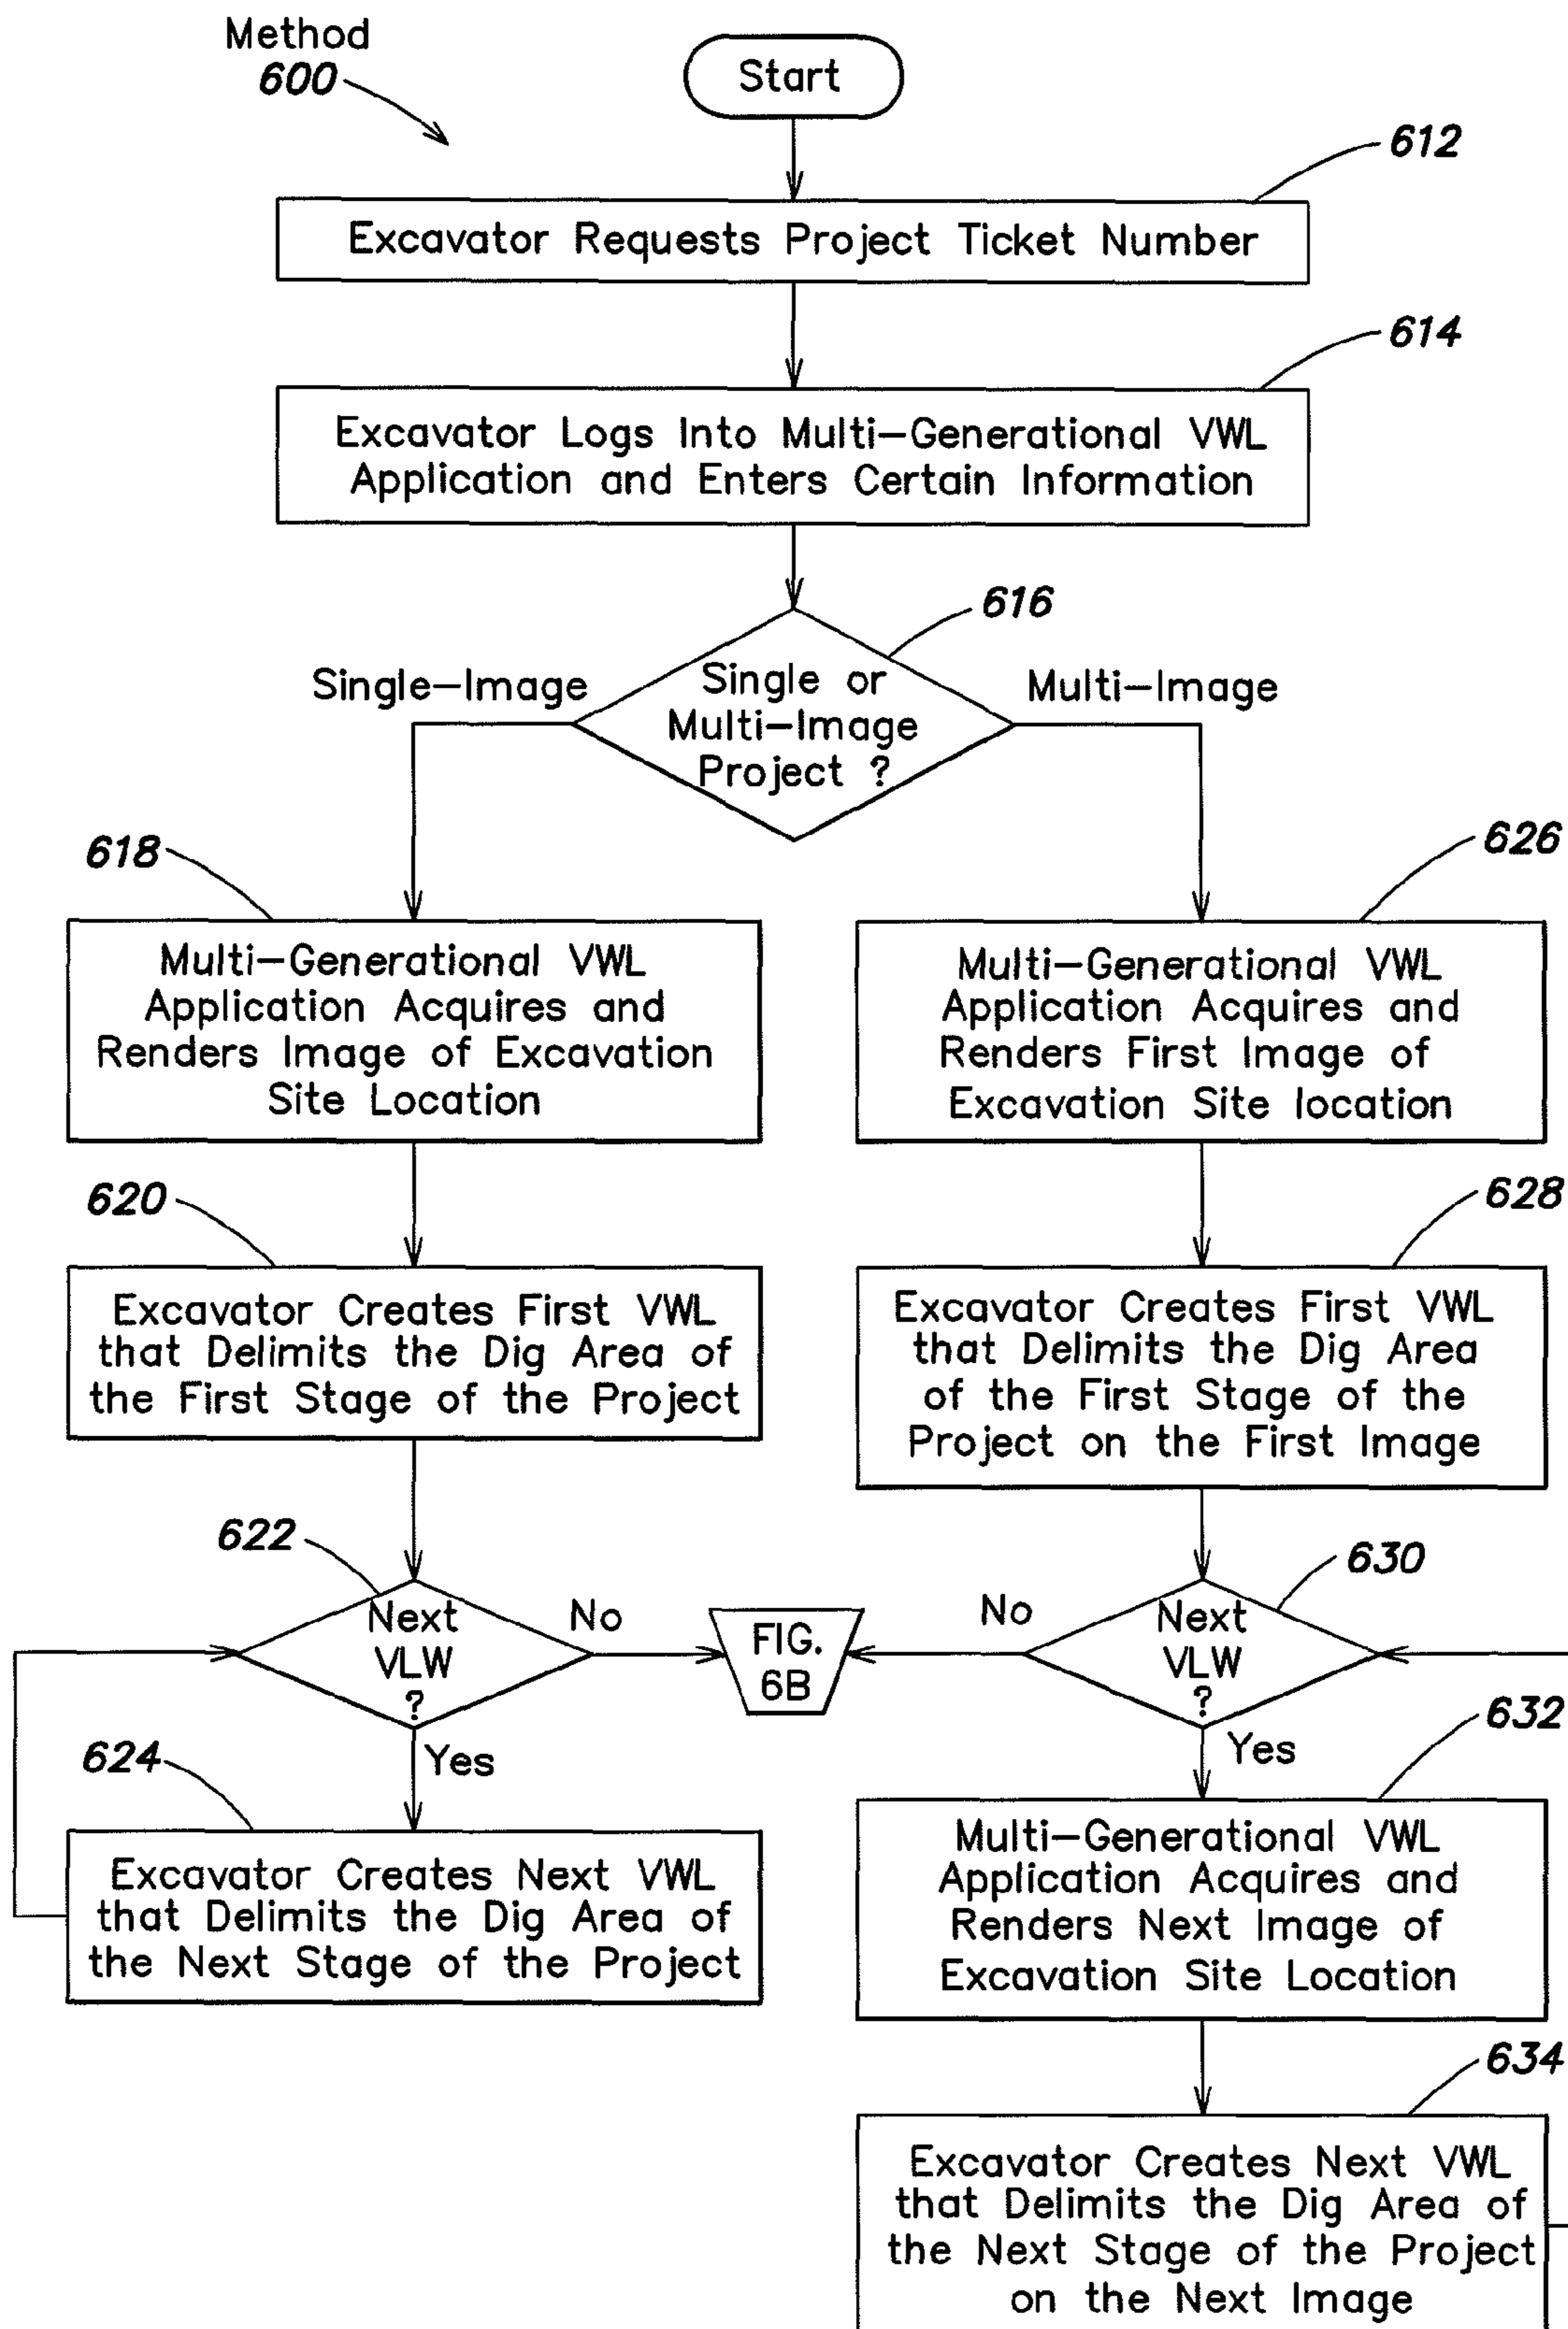 Method
600
Start
612
Excavator Requests Project Ticket Number
614
Excavator Logs Into Multi-Generational VWL
Application and Enters Certain Information
616
Single-Image
Single or
Multi-Image
Project ?
Multi-Image
618
Multi-Generational VWL
Application Acquires and
Renders Image of Excavation
Site Location
626
Multi-Generational VWL
Application Acquires and
Renders First Image of
Excavation Site location
620
Excavator Creates First VWL
that Delimits the Dig Area of
the First Stage of the Project
628
Excavator Creates First VWL
that Delimits the Dig Area
of the First Stage of the
Project on the First Image
622
Next
VLW
?
No
Yes
FIG.
6B
630
No
Next
VLW
?
Yes
624
Excavator Creates Next VWL
that Delimits the Dig Area of
the Next Stage of the Project
632
Multi-Generational VWL
Application Acquires and
Renders Next Image of
Excavation Site Location
634
Excavator Creates Next VWL
that Delimits the Dig Area of
the Next Stage of the Project
on the Next Image